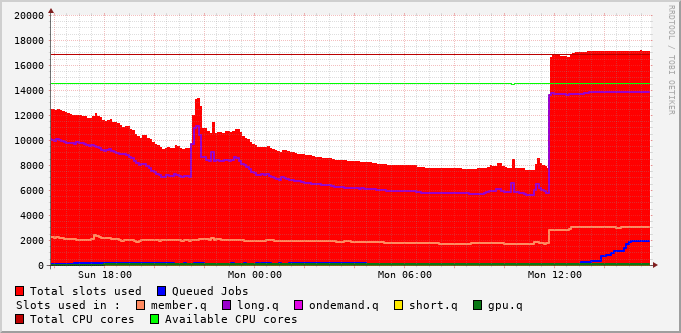 20000
18000
16000
14000
12000
10000
8000
6000
4000
2000
0
Sun 18:00 Mon 00:00 Mon 06:00 Mon 12:00
RRDTOOL / TOBI OETIKER
Total slots used Queued Jobs
Slots used in : member.q long.q ondemand.q short.q gpu.q
Total CPU cores Available CPU cores